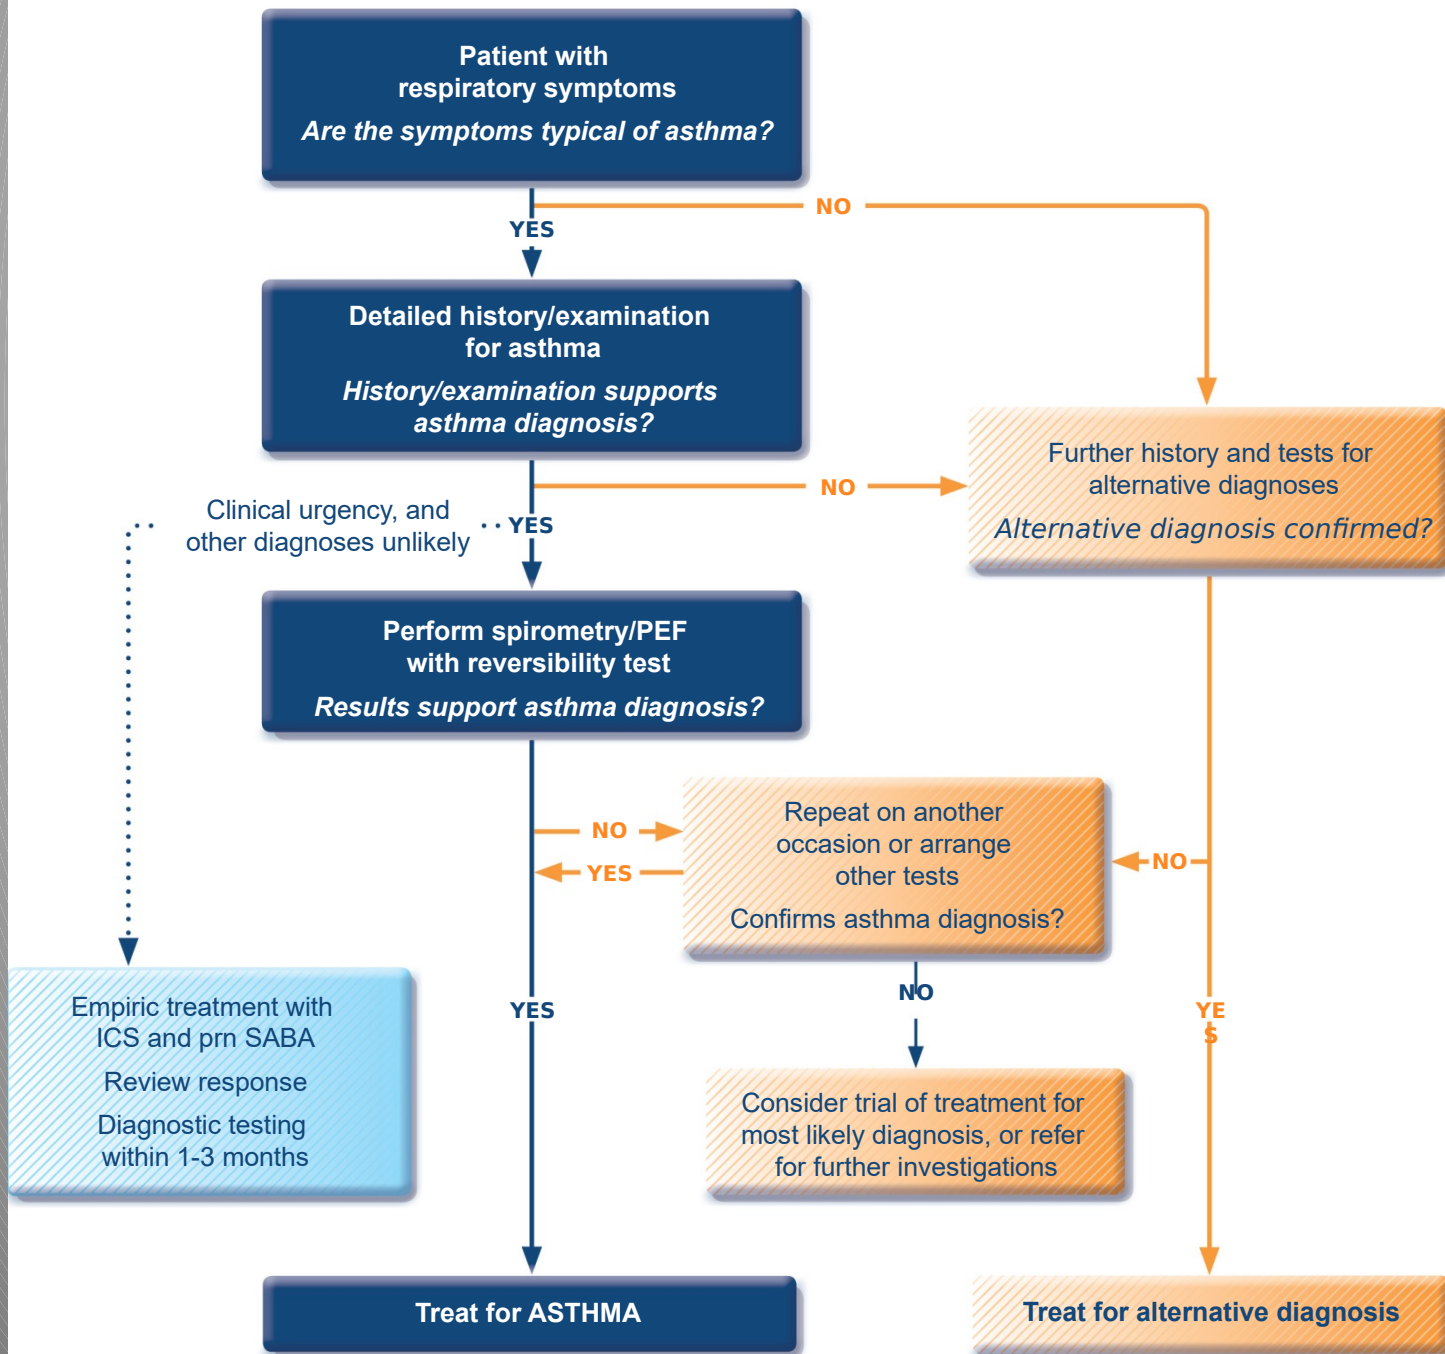 Patient with
respiratory symptoms
Are the symptoms typical of asthma?
NO
YES
Detailed history/examination
for asthma
History/examination supports
asthma diagnosis?
Further history and tests for
alternative diagnoses
Alternative diagnosis confirmed?
NO
Clinical urgency, and
other diagnoses unlikely
YES
Perform spirometry/PEF
with reversibility test
Results support asthma diagnosis?
Repeat on another
occasion or arrange
other tests
Confirms asthma diagnosis?
NO
YES
NO
NO
YES
YE
S
Empiric treatment with
ICS and prn SABA
Review response
Diagnostic testing
within 1-3 months
Consider trial of treatment for
most likely diagnosis, or refer
for further investigations
Treat for ASTHMA
Treat for alternative diagnosis